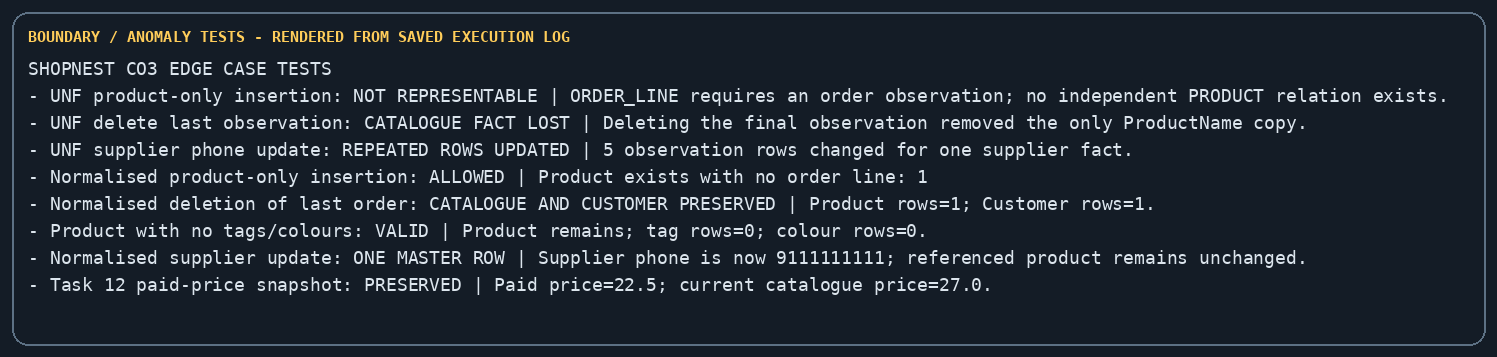 BOUNDARY / ANOMALY TESTS - RENDERED FROM SAVED EXECUTION LOG
SHOPNEST CO3 EDGE CASE TESTS
- UNF product-only insertion: NOT REPRESENTABLE | ORDER_LINE requires an order observation; no independent PRODUCT relation exists.
- UNF delete last observation: CATALOGUE FACT LOST | Deleting the final observation removed the only ProductName copy.
- UNF supplier phone update: REPEATED ROWS UPDATED | 5 observation rows changed for one supplier fact.
- Normalised product-only insertion: ALLOWED | Product exists with no order line: 1
- Normalised deletion of last order: CATALOGUE AND CUSTOMER PRESERVED | Product rows=1; Customer rows=1.
- Product with no tags/colours: VALID | Product remains; tag rows=0; colour rows=0.
- Normalised supplier update: ONE MASTER ROW | Supplier phone is now 9111111111; referenced product remains unchanged.
- Task 12 paid-price snapshot: PRESERVED | Paid price=22.5; current catalogue price=27.0.